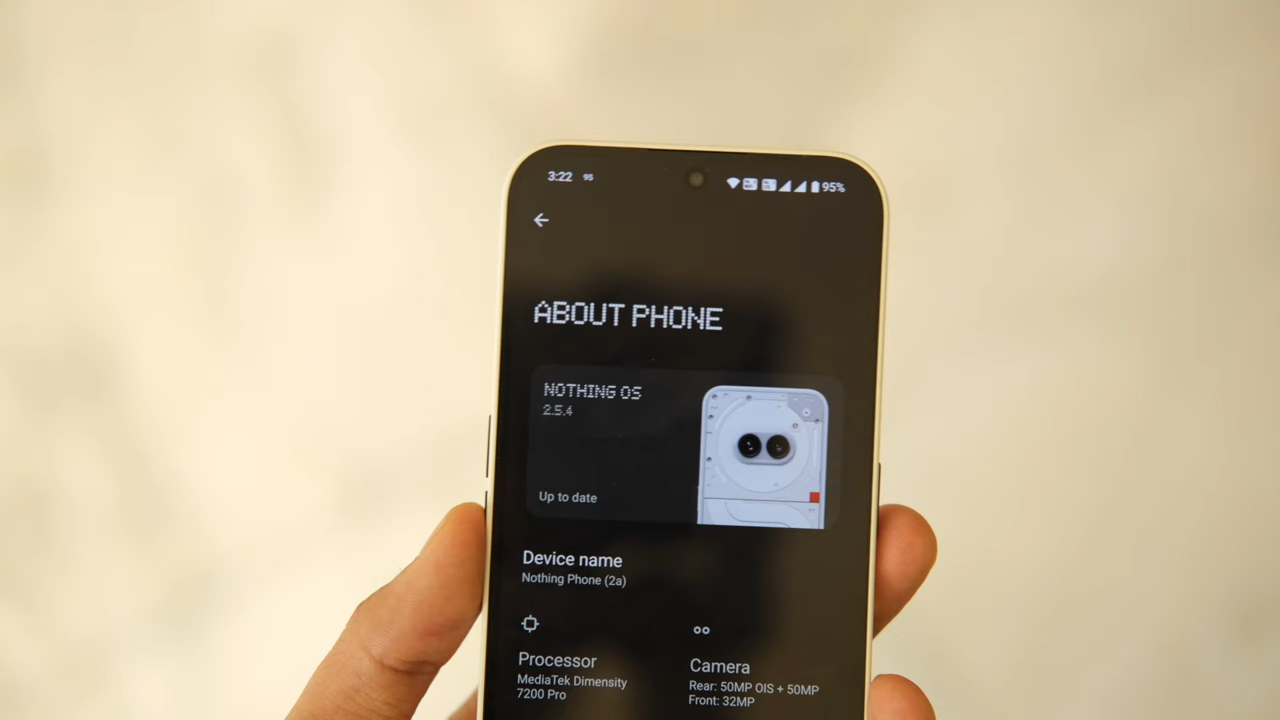 3:22 95
95%
ABOUT PHONE
NOTHING OS
2.5.4
Up to date
Device name
Nothing Phone (2a)
Processor
MediaTek Dimensity
7200 Pro
Camera
Rear: 50MP OIS + 50MP
Front: 32MP